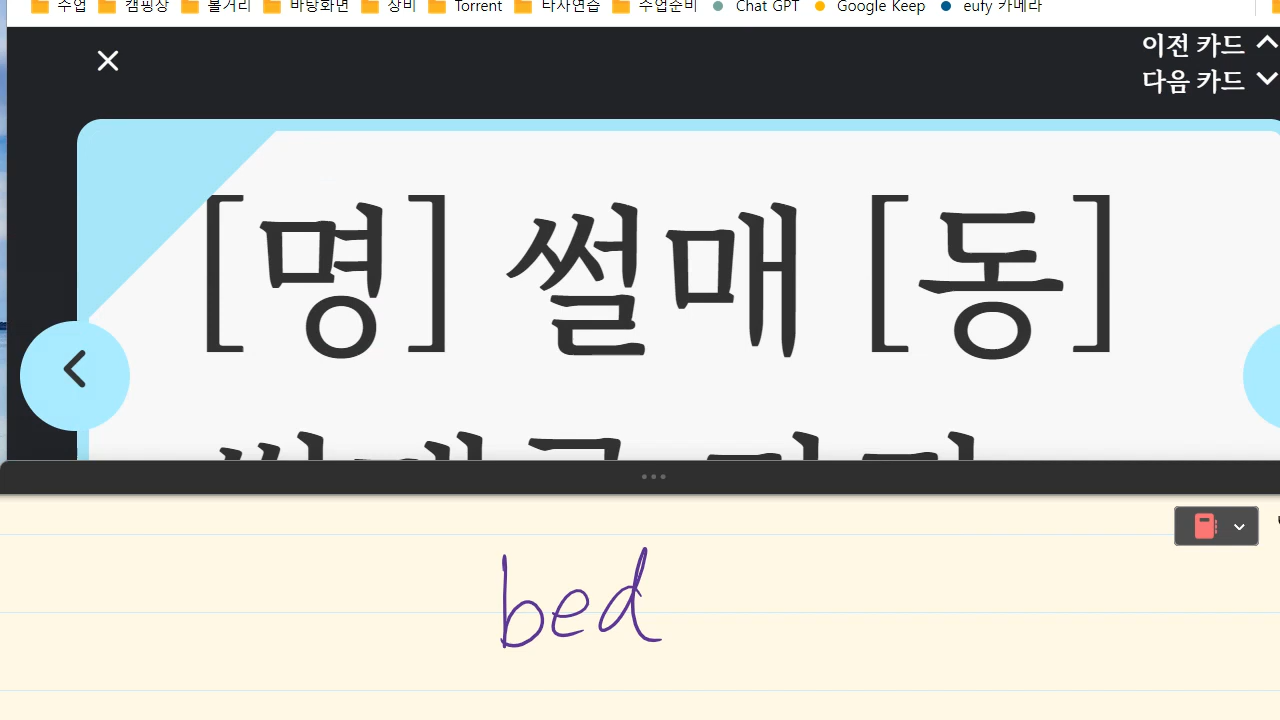 수업 캠핑장 볼거리 바탕화면 장비 Torrent 타자연습 수업준비 Chat GPT Google Keep eufy 카메라
이전 카드
다음 카드
[명] 썰매 [동]
bed